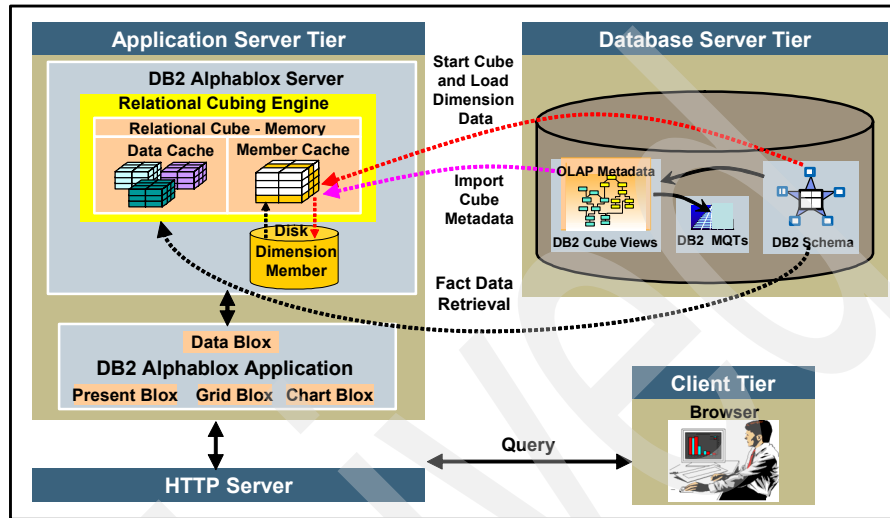 Application Server Tier
DB2 Alphablox Server
Relational Cubing Engine
Relational Cube - Memory
Data Cache
Member Cache
Disk
Dimension
Member
Data Blox
DB2 Alphablox Application
Present Blox
Grid Blox
Chart Blox
HTTP Server
Start Cube
and Load
Dimension
Data
Import
Cube
Metadata
Fact Data
Retrieval
Query
Database Server Tier
OLAP Metadata
DB2 Cube Views
DB2 MQTs
DB2 Schema
Client Tier
Browser